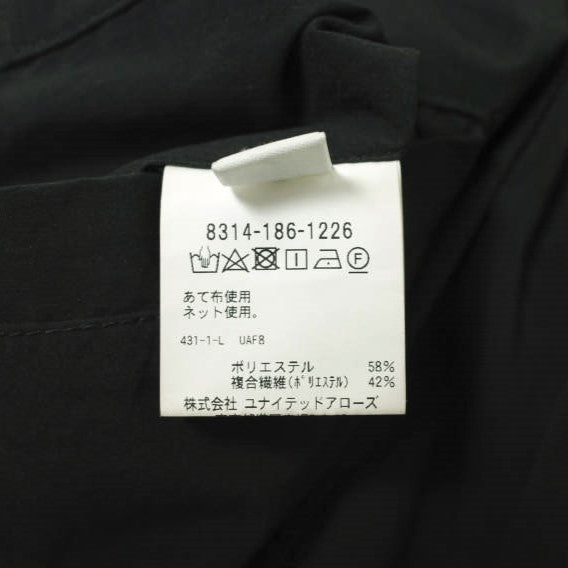 8314-186-1226
あて布使用
ネット使用。
431-1-L UAF8
ポリエステル 58%
複合繊維(ﾎﾟﾘｴｽﾃﾙ) 42%
株式会社 ユナイテッドアローズ